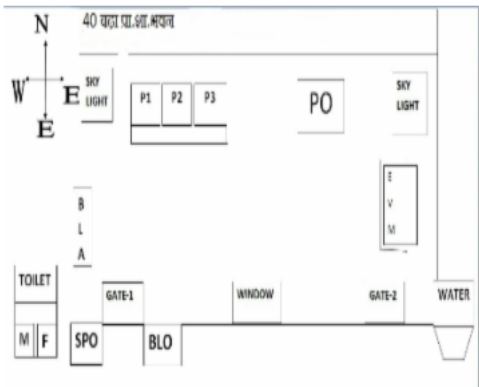 N
40 वढ़ा प्रा.शा.भवन
W
E
E
SKY
LIGHT
P1
P2
P3
PO
SKY
LIGHT
E
V
M
B
L
A
TOILET
M
F
GATE-1
WINDOW
GATE-2
WATER
SPO
BLO